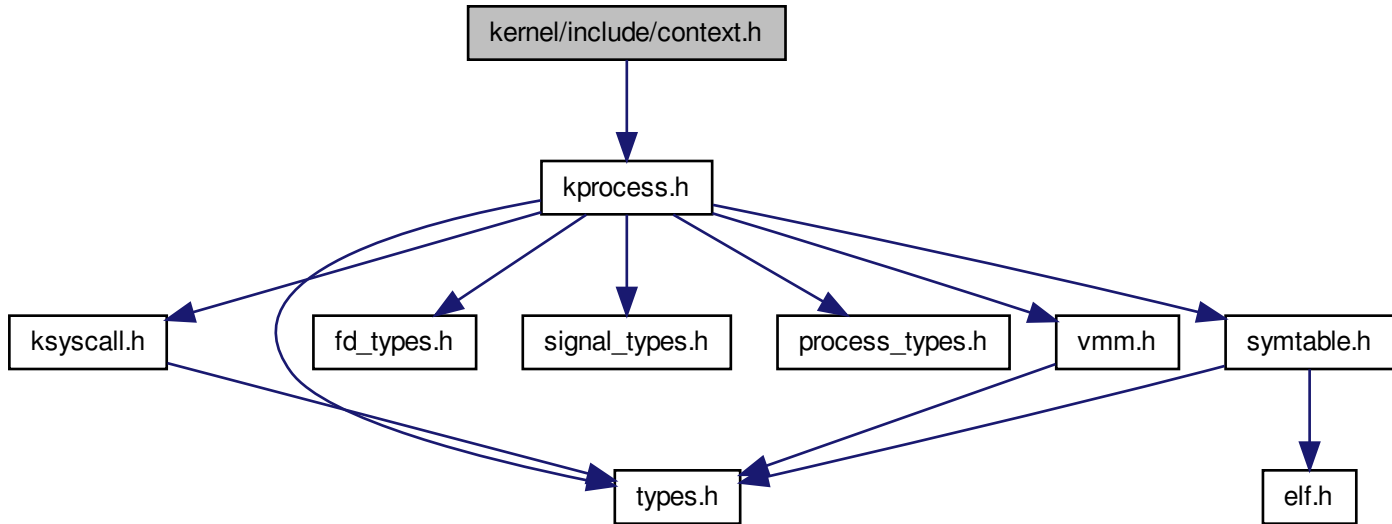 kernel/include/context.h
kprocess.h
ksyscall.h
fd_types.h
signal_types.h
process_types.h
vmm.h
symtable.h
types.h
elf.h